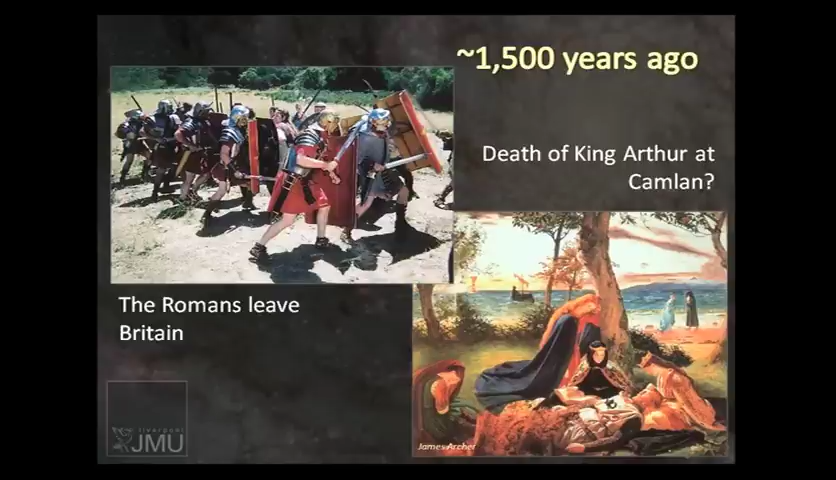 ~1,500 years ago
Death of King Arthur at
Camlan?
The Romans leave
Britain
James Archer
liverpool
JMU